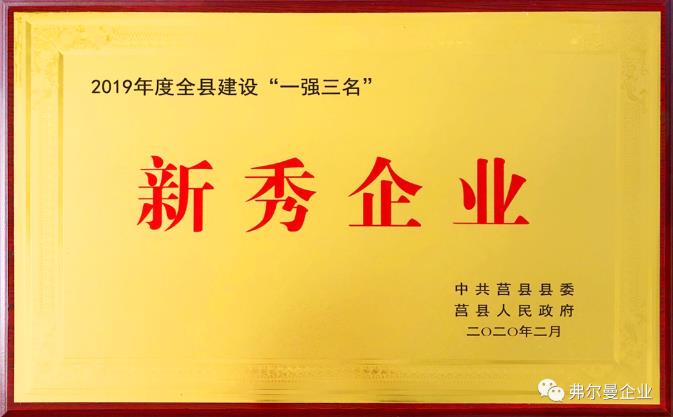 2019年度全县建设“一强三名”
新秀企业
中共莒县县委
莒县人民政府
二〇二〇年二月
弗尔曼企业